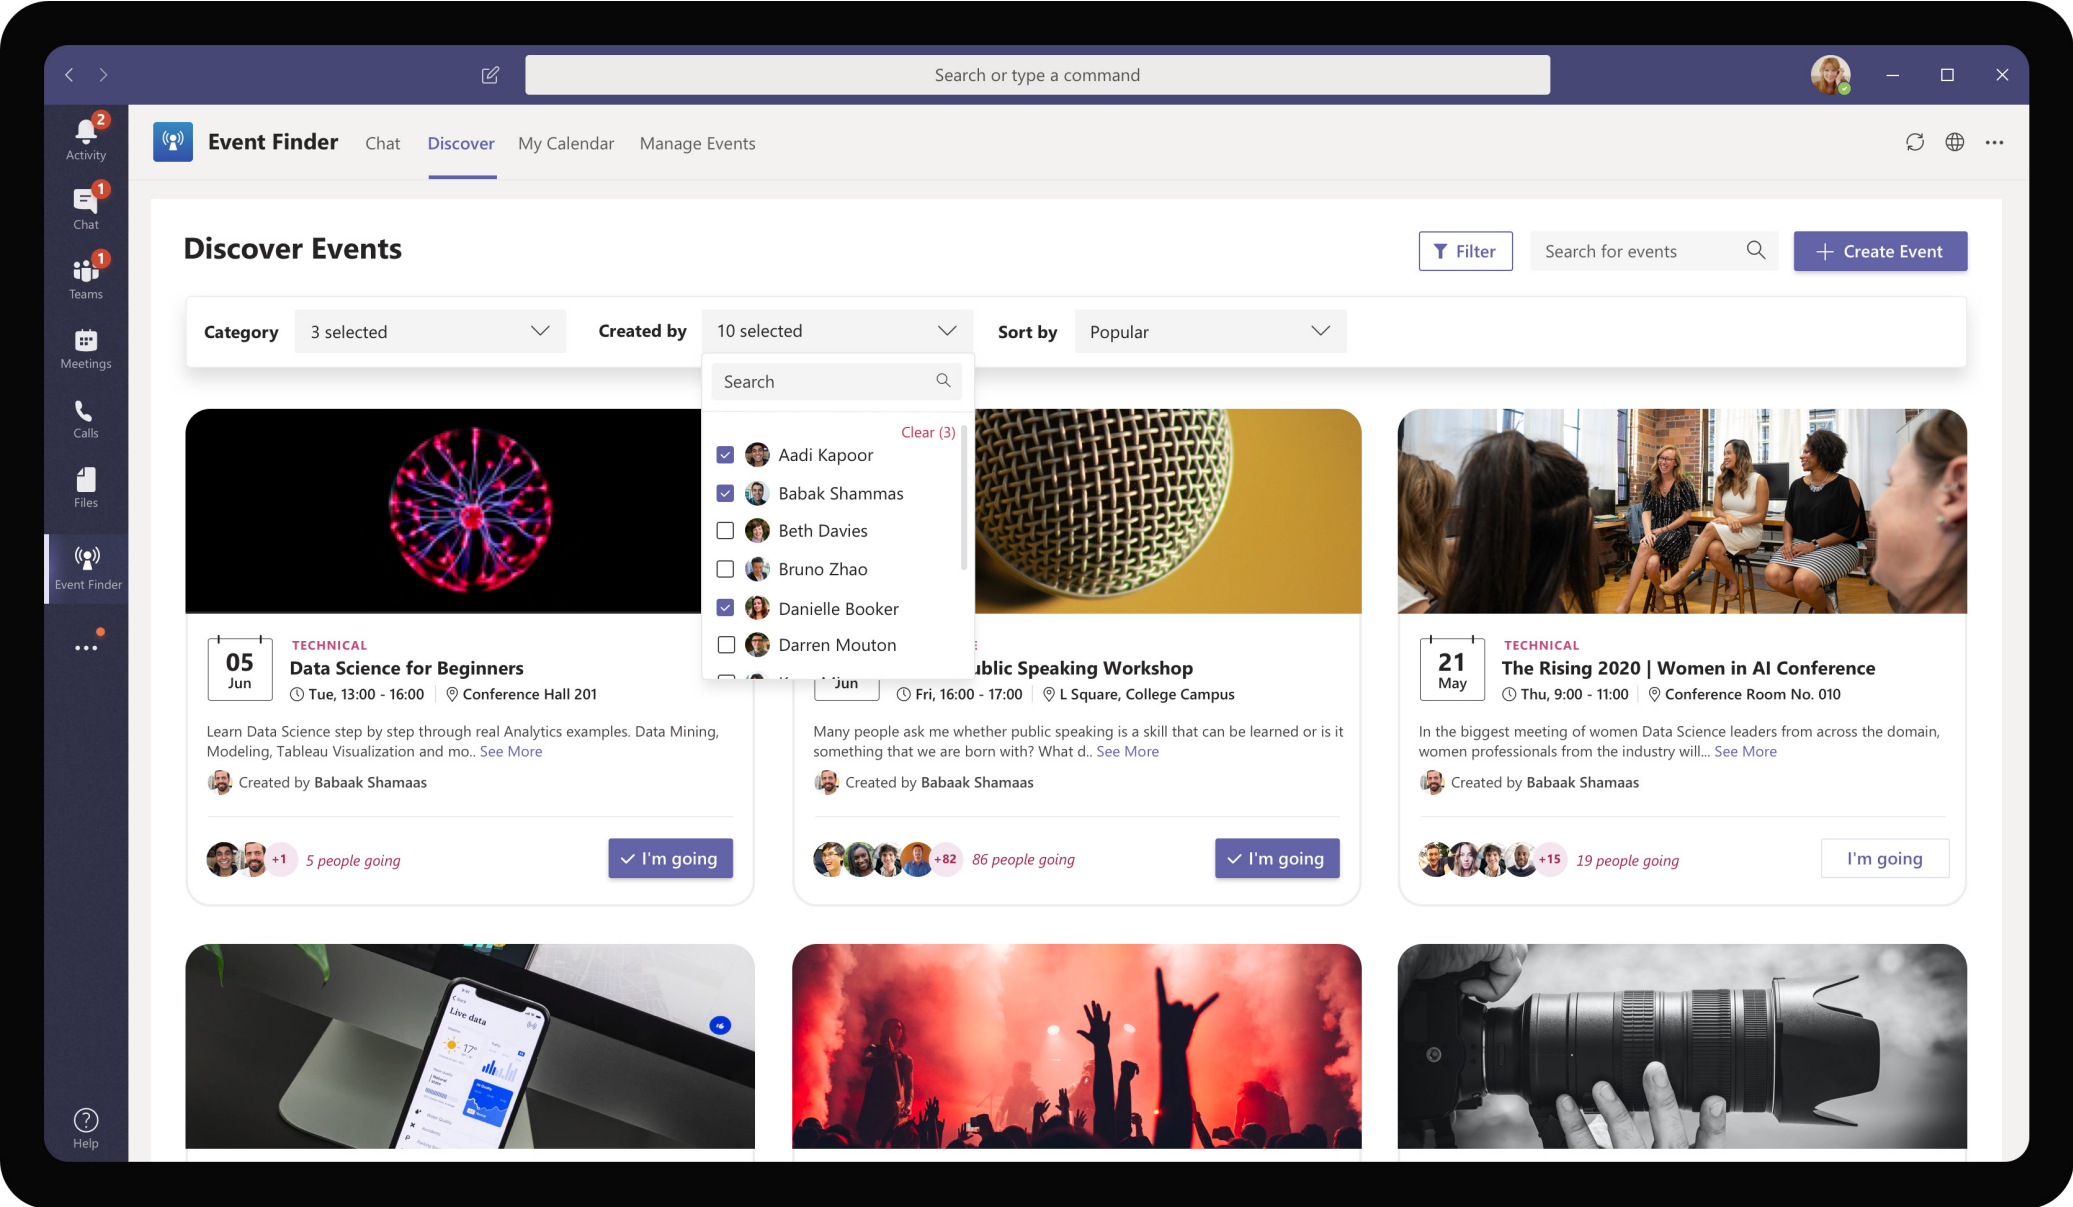 Search or type a command
2
Activity
1
Chat
1
Teams
Meetings
Calls
Files
Event Finder
Help
Event Finder
Chat
Discover
My Calendar
Manage Events
Discover Events
Filter
Search for events
Create Event
Category
3 selected
Created by
10 selected
Sort by
Popular
Search
Clear (3)
Aadi Kapoor
Babak Shammas
Beth Davies
Bruno Zhao
Danielle Booker
Darren Mouton
05
Jun
TECHNICAL
Data Science for Beginners
Tue, 13:00 - 16:00
Conference Hall 201
Learn Data Science step by step through real Analytics examples. Data Mining,
Modeling, Tableau Visualization and mo.. See More
Created by Babaak Shamaas
+1
5 people going
I'm going
Jun
Speaking Workshop
Fri, 16:00 - 17:00
L Square, College Campus
Many people ask me whether public speaking is a skill that can be learned or is it
something that we are born with? What d.. See More
Created by Babaak Shamaas
+82
86 people going
I'm going
21
May
TECHNICAL
The Rising 2020 | Women in AI Conference
Thu, 9:00 - 11:00
Conference Room No. 010
In the biggest meeting of women Data Science leaders from across the domain,
women professionals from the industry will... See More
Created by Babaak Shamaas
+15
19 people going
I'm going
Live data
17°